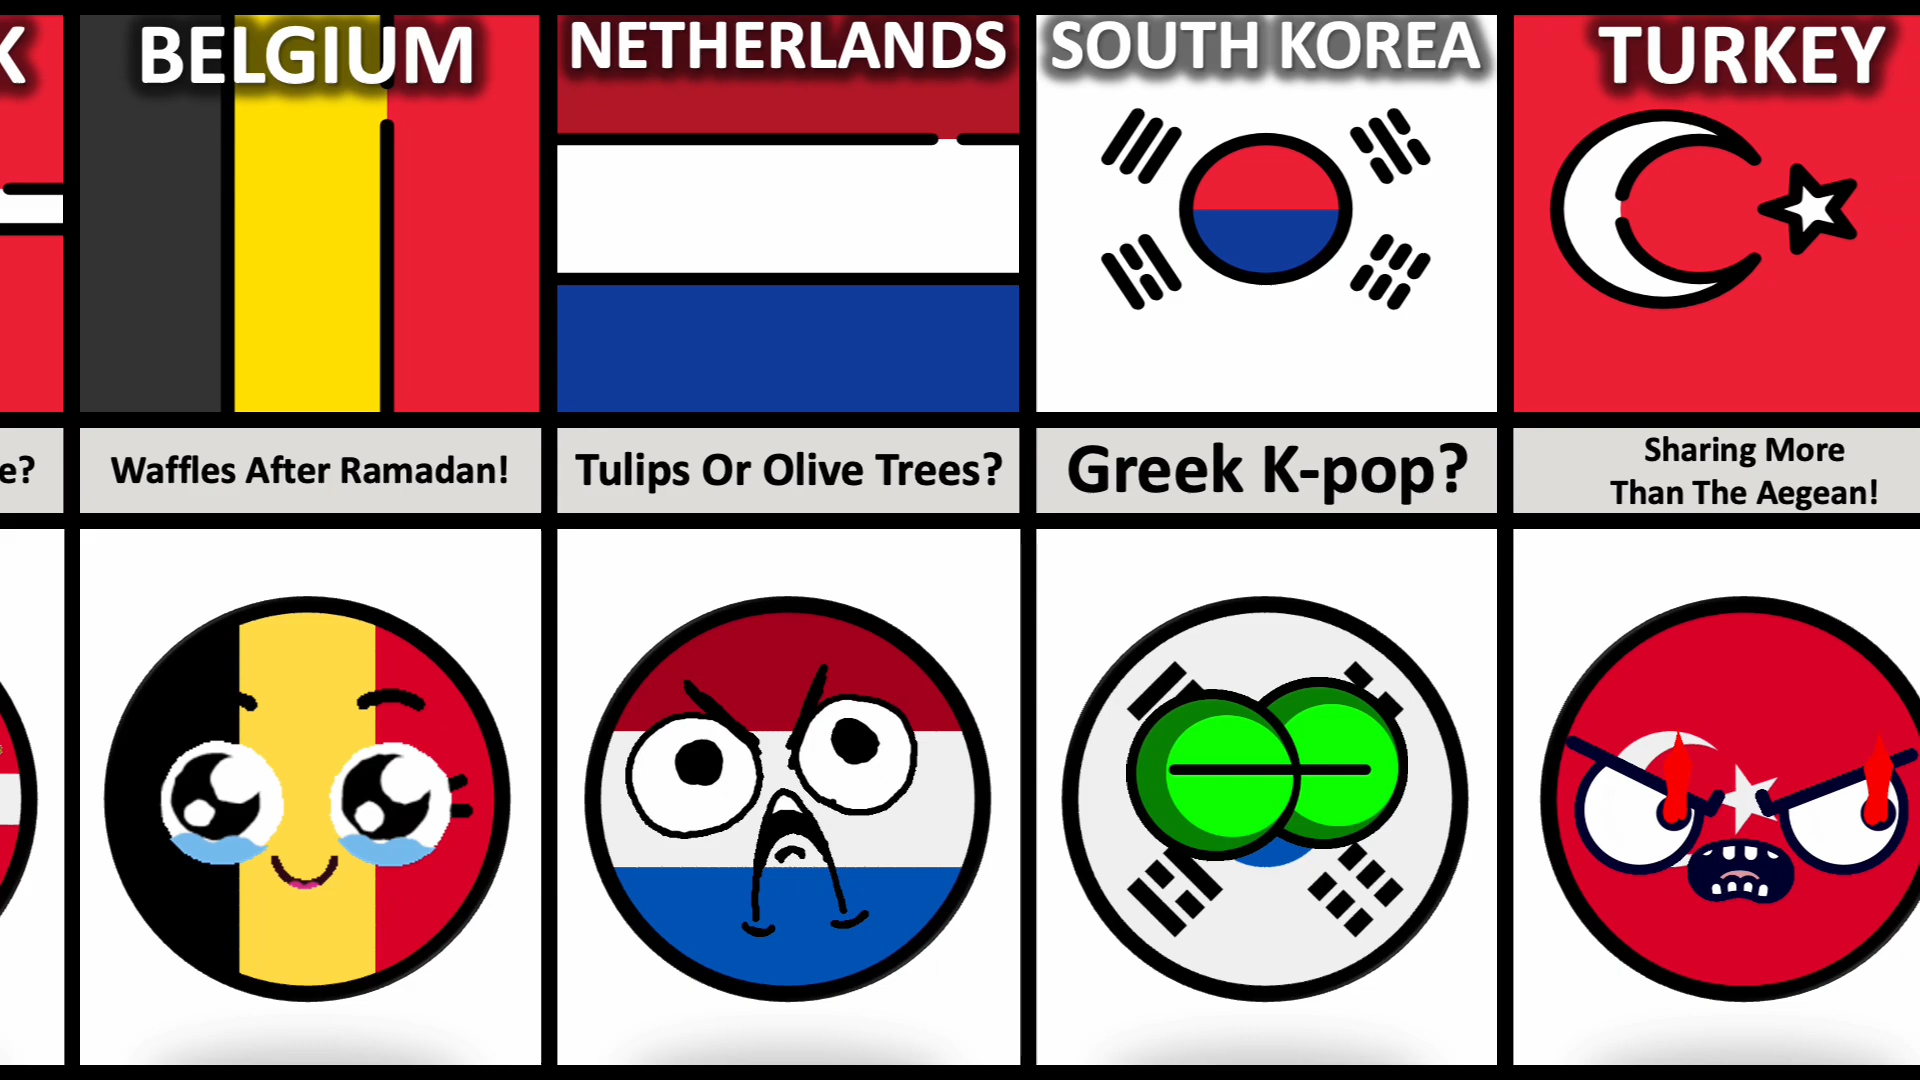 K
BELGIUM
NETHERLANDS
SOUTH KOREA
TURKEY
e?
Waffles After Ramadan!
Tulips Or Olive Trees?
Greek K-pop?
Sharing More
Than The Aegean!